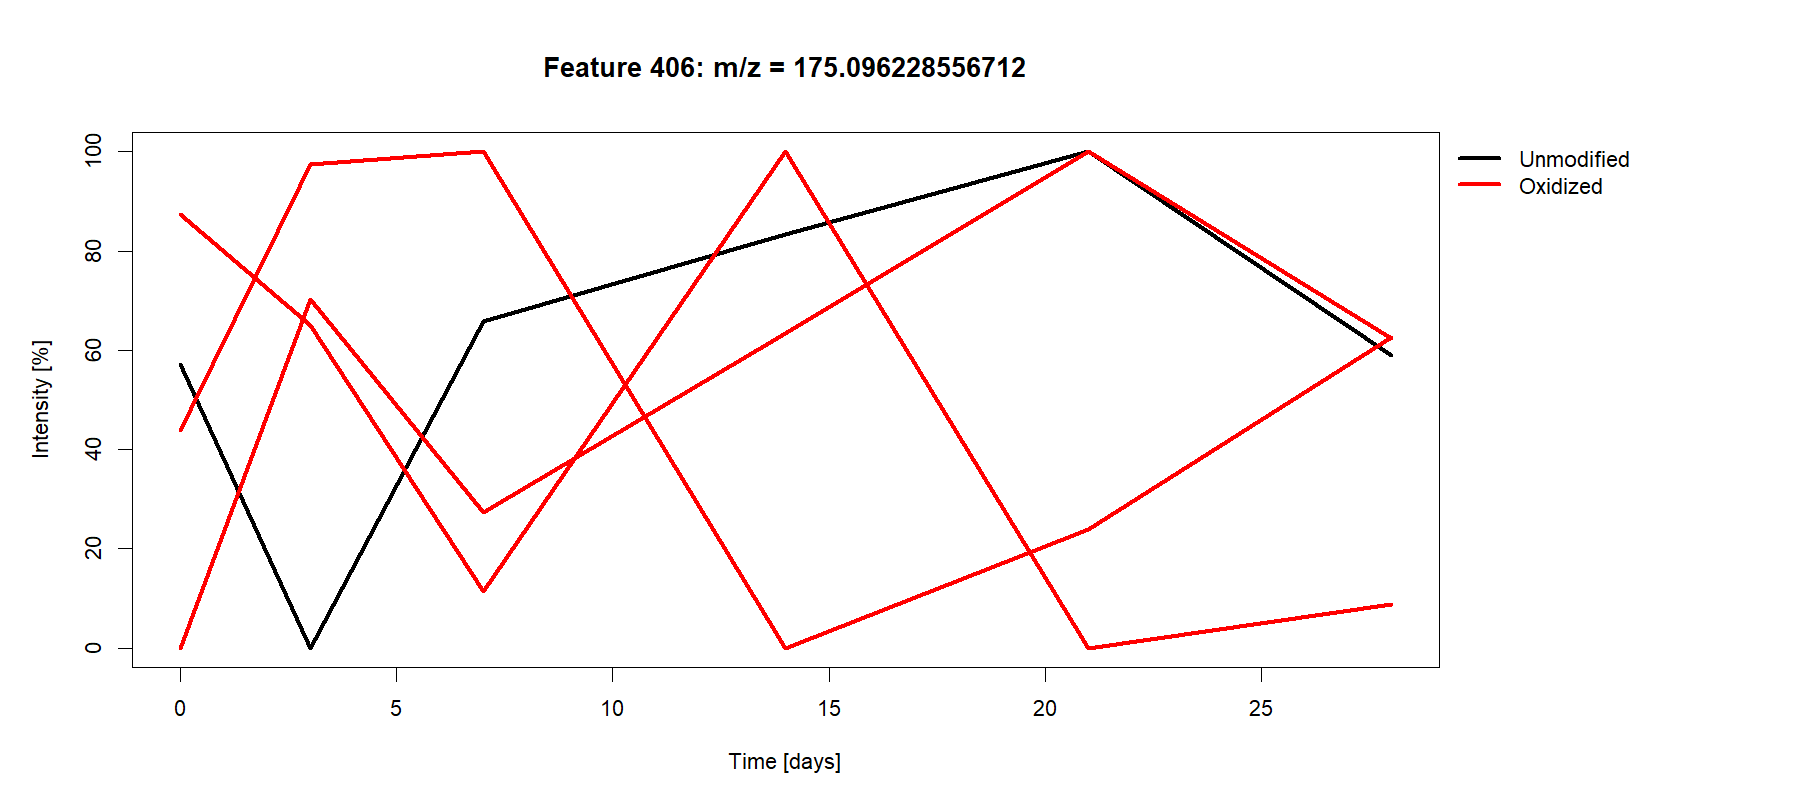 Feature 406: m/z = 175.096228556712
Unmodified
Oxidized
Intensity [%]
100
80
60
40
20
0
0 5 10 15 20 25
Time [days]